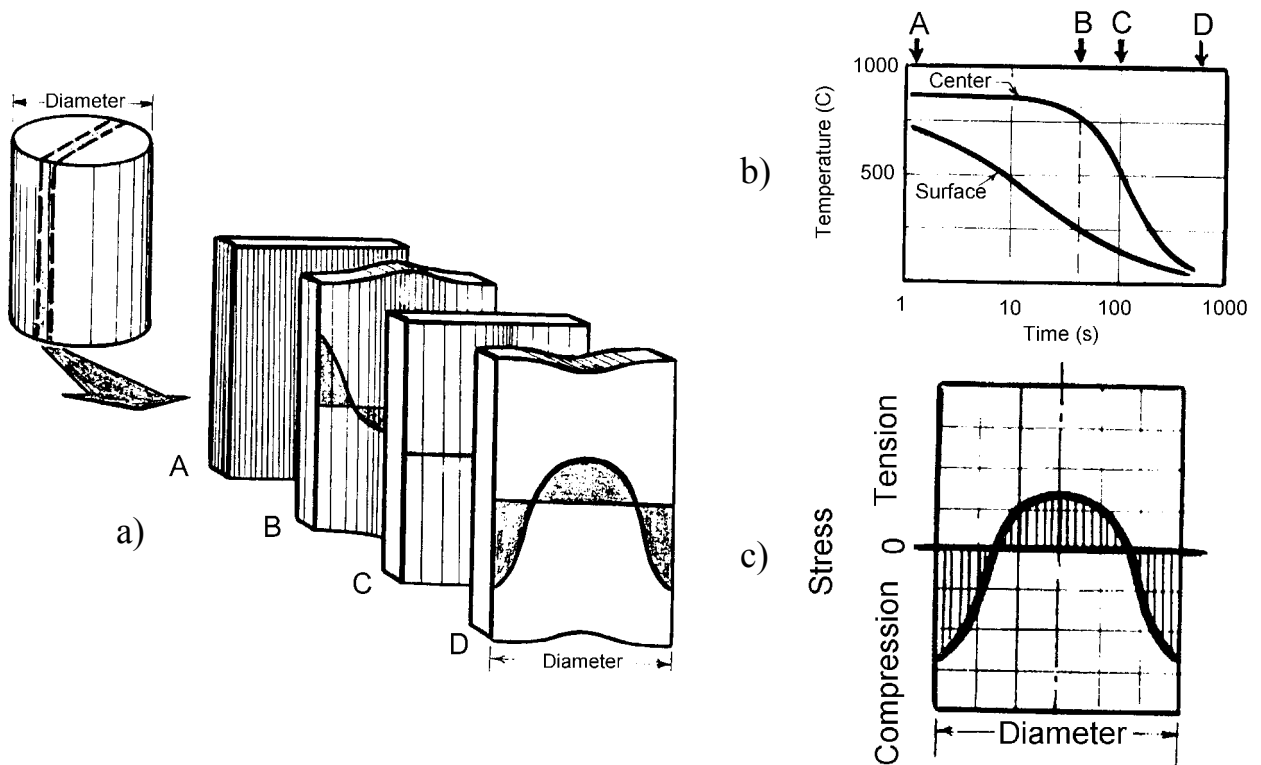 Diameter
A
B
C
D
Diameter
a)
A B C D
b)
Temperature (C)
1000
500
Center
Surface
1 10 100 1000
Time (s)
c)
Stress
Compression 0 Tension
Diameter